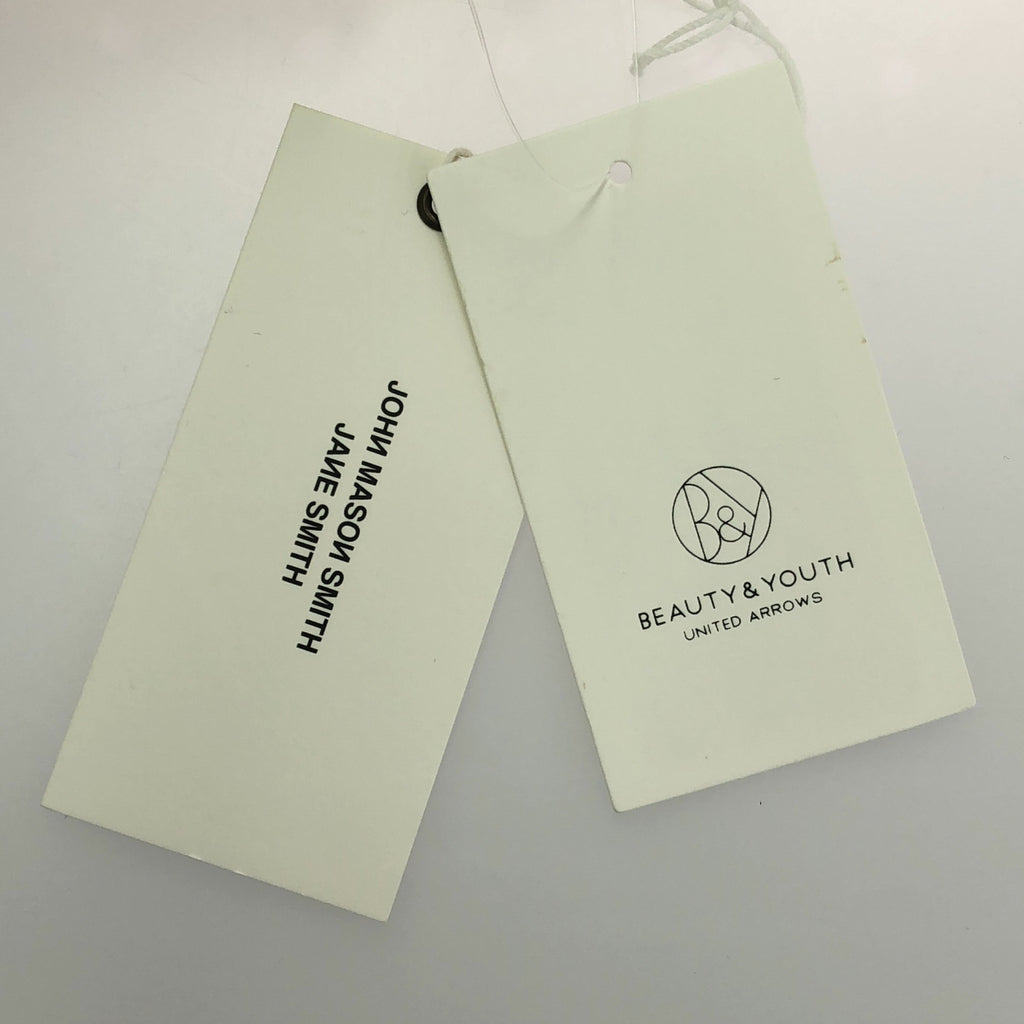 JOHN MASON SMITH
JANE SMITH
B&Y
BEAUTY&YOUTH
UNITED ARROWS